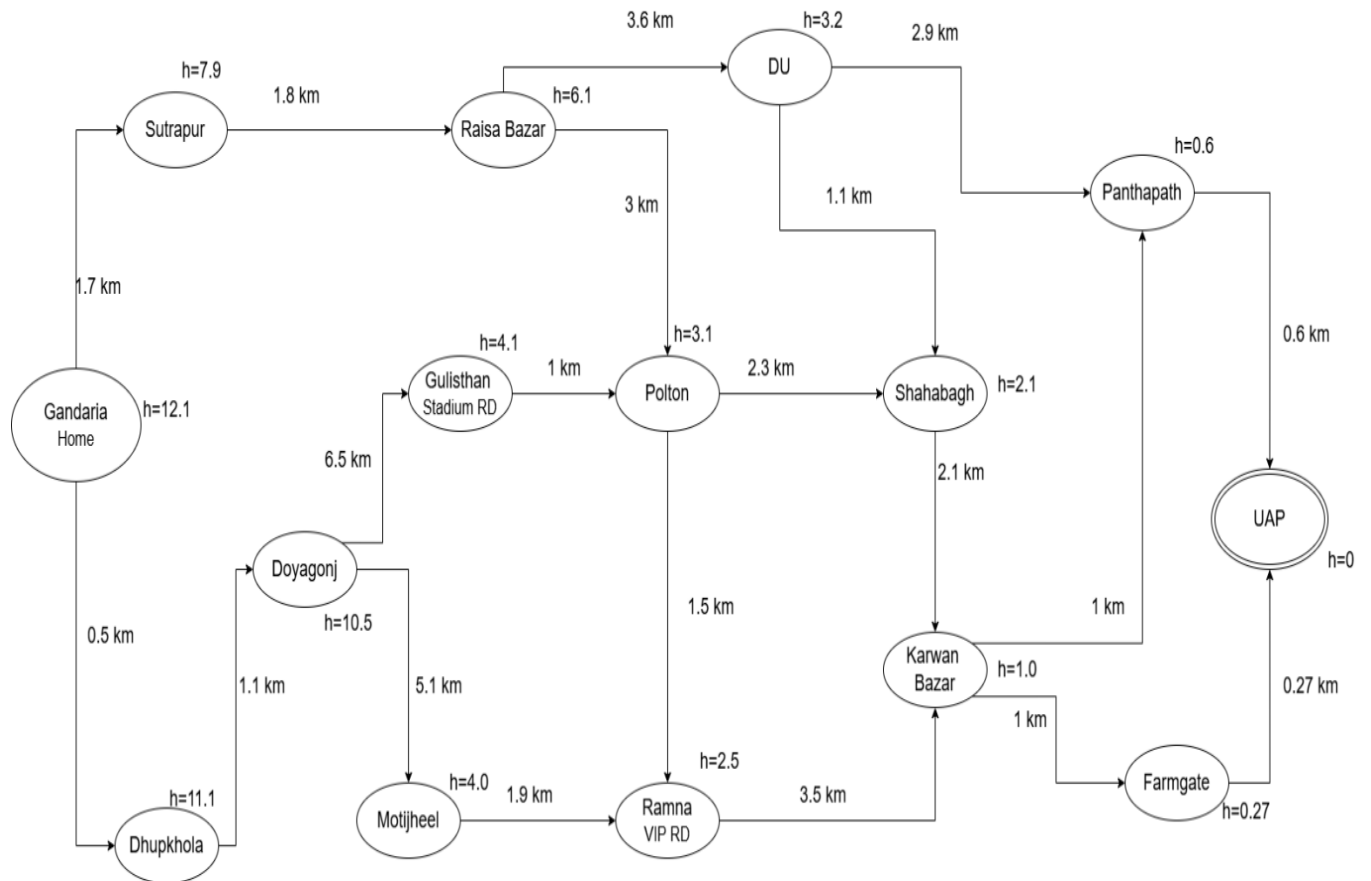 3.6 km
h=3.2
2.9 km
DU
h=7.9
1.8 km
h=6.1
Sutrapur
Raisa Bazar
h=0.6
Panthapath
1.1 km
3 km
1.7 km
0.6 km
h=4.1
h=3.1
Gulisthan
Stadium RD
1 km
Polton
2.3 km
Shahabagh
h=2.1
Gandaria
Home
h=12.1
6.5 km
2.1 km
UAP
h=0
Doyagonj
h=10.5
1.5 km
1 km
0.5 km
1.1 km
5.1 km
Karwan
Bazar
h=1.0
1 km
0.27 km
h=2.5
h=4.0
1.9 km
3.5 km
Farmgate
h=0.27
h=11.1
Motijheel
Ramna
VIP RD
Dhupkhola